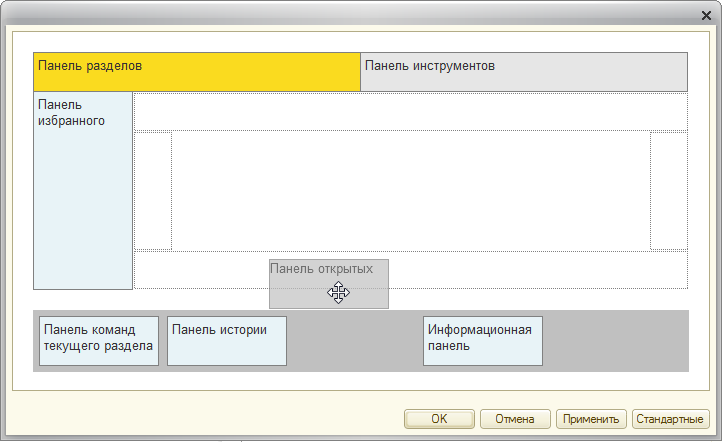 Панель разделов
Панель инструментов
Панель
избранного
Панель открытых
Панель команд
текущего раздела
Панель истории
Информационная
панель
OK
Отмена
Применить
Стандартные